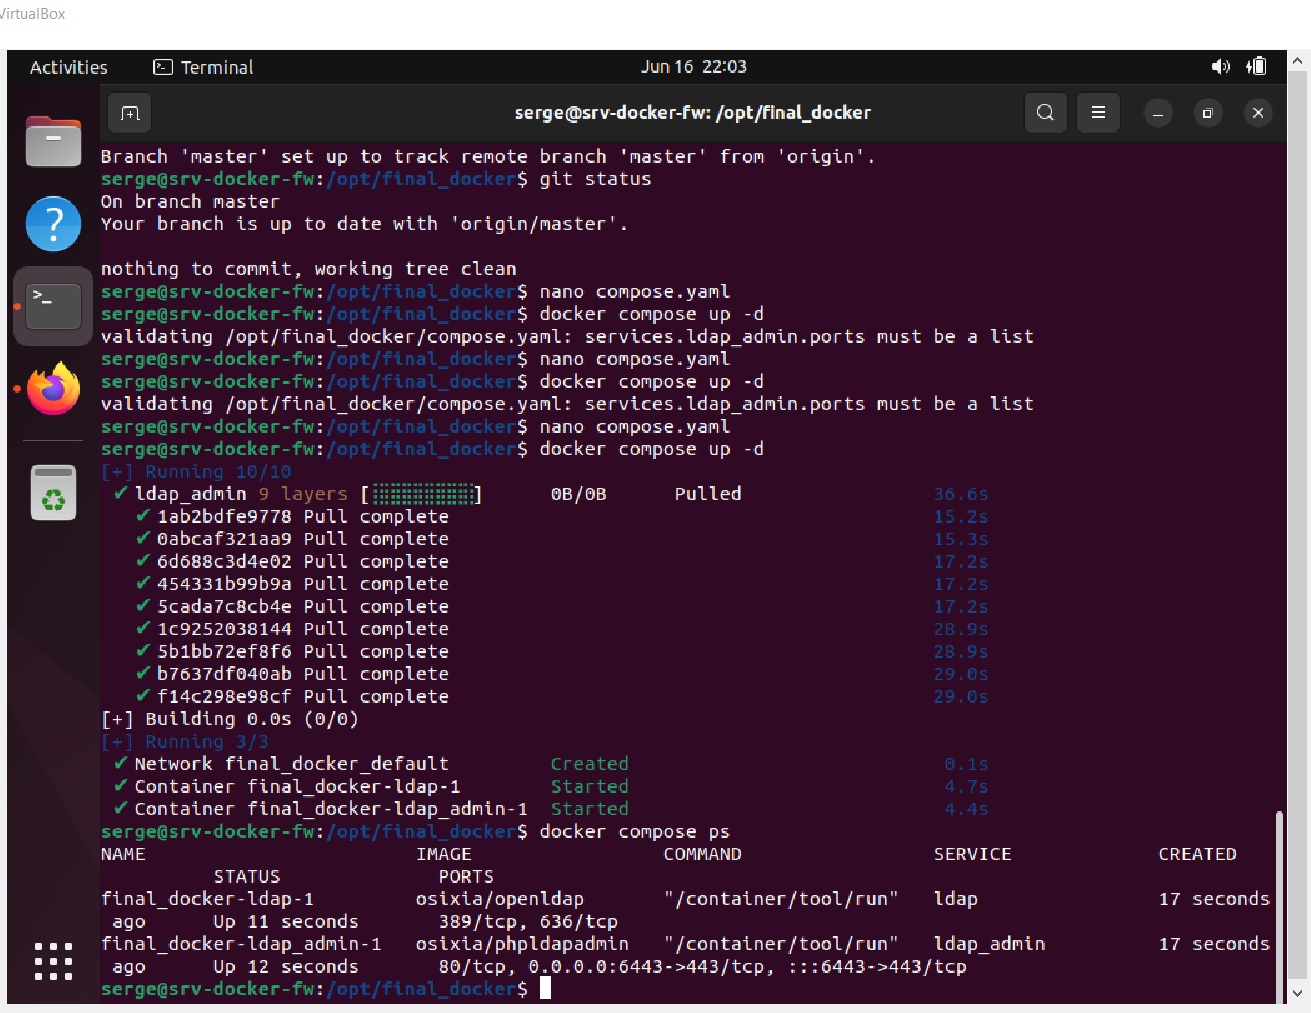 VirtualBox
Activities Terminal Jun 16 22:03
serge@srv-docker-fw: /opt/final_docker
Branch 'master' set up to track remote branch 'master' from 'origin'.
serge@srv-docker-fw:/opt/final_docker$ git status
On branch master
Your branch is up to date with 'origin/master'.
nothing to commit, working tree clean
serge@srv-docker-fw:/opt/final_docker$ nano compose.yaml
serge@srv-docker-fw:/opt/final_docker$ docker compose up -d
validating /opt/final_docker/compose.yaml: services.ldap_admin.ports must be a list
serge@srv-docker-fw:/opt/final_docker$ nano compose.yaml
serge@srv-docker-fw:/opt/final_docker$ docker compose up -d
validating /opt/final_docker/compose.yaml: services.ldap_admin.ports must be a list
serge@srv-docker-fw:/opt/final_docker$ nano compose.yaml
serge@srv-docker-fw:/opt/final_docker$ docker compose up -d
[+] Running 10/10
✔ ldap_admin 9 layers [⣿⣿⣿⣿⣿⣿⣿⣿⣿] 0B/0B Pulled 36.6s
✔ 1ab2bdfe9778 Pull complete 15.2s
✔ 0abcaf321aa9 Pull complete 15.3s
✔ 6d688c3d4e02 Pull complete 17.2s
✔ 454331b99b9a Pull complete 17.2s
✔ 5cada7c8cb4e Pull complete 17.2s
✔ 1c9252038144 Pull complete 28.9s
✔ 5b1bb72ef8f6 Pull complete 28.9s
✔ b7637df040ab Pull complete 29.0s
✔ f14c298e98cf Pull complete 29.0s
[+] Building 0.0s (0/0)
[+] Running 3/3
✔ Network final_docker_default Created 0.1s
✔ Container final_docker-ldap-1 Started 4.7s
✔ Container final_docker-ldap_admin-1 Started 4.4s
serge@srv-docker-fw:/opt/final_docker$ docker compose ps
NAME IMAGE COMMAND SERVICE CREATED
STATUS PORTS
final_docker-ldap-1 osixia/openldap "/container/tool/run" ldap 17 seconds
ago Up 11 seconds 389/tcp, 636/tcp
final_docker-ldap_admin-1 osixia/phpldapadmin "/container/tool/run" ldap_admin 17 seconds
ago Up 12 seconds 80/tcp, 0.0.0.0:6443->443/tcp, :::6443->443/tcp
serge@srv-docker-fw:/opt/final_docker$